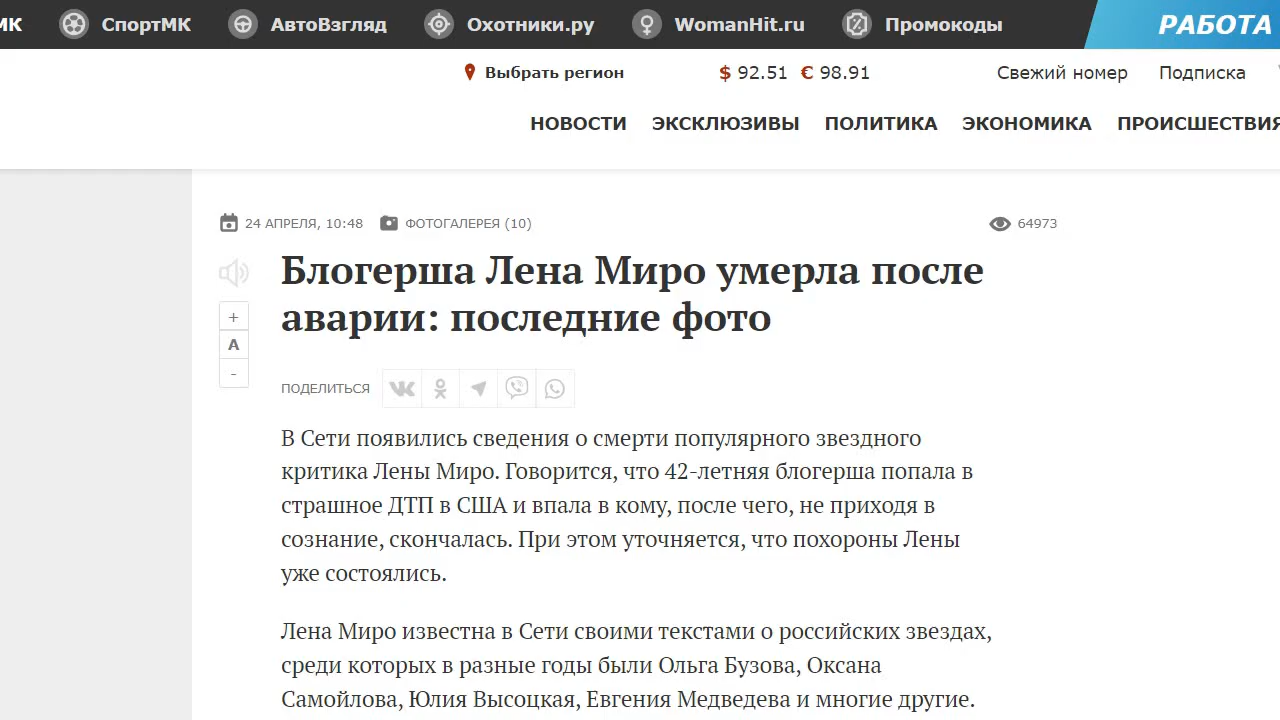 МК СпортМК АвтоВзгляд Охотники.ру WomanHit.ru Промокоды РАБОТА
Выбрать регион $ 92.51 € 98.91 Свежий номер Подписка
НОВОСТИ ЭКСКЛЮЗИВЫ ПОЛИТИКА ЭКОНОМИКА ПРОИСШЕСТВИЯ
24 АПРЕЛЯ, 10:48 ФОТОГАЛЕРЕЯ (10) 64973
Блогерша Лена Миро умерла после
аварии: последние фото
+
А
-
ПОДЕЛИТЬСЯ
В Сети появились сведения о смерти популярного звездного
критика Лены Миро. Говорится, что 42-летняя блогерша попала в
страшное ДТП в США и впала в кому, после чего, не приходя в
сознание, скончалась. При этом уточняется, что похороны Лены
уже состоялись.
Лена Миро известна в Сети своими текстами о российских звездах,
среди которых в разные годы были Ольга Бузова, Оксана
Самойлова, Юлия Высоцкая, Евгения Медведева и многие другие.